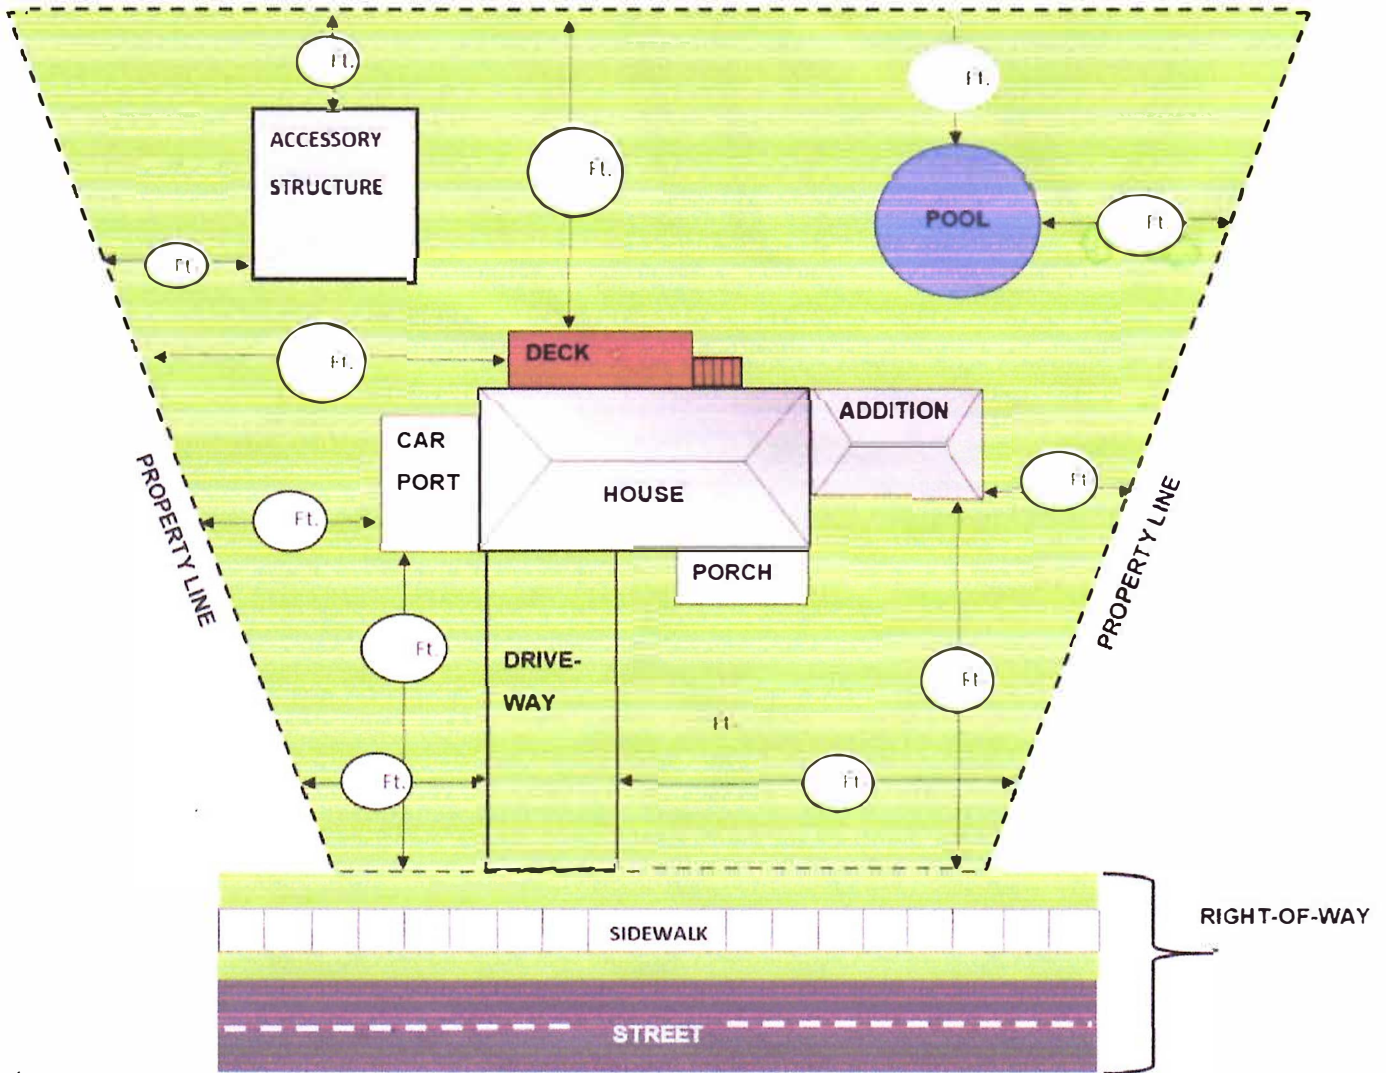 Ft.
Ft.
ACCESSORY
STRUCTURE
Ft.
POOL
Ft
Ft.
Ft.
DECK
ADDITION
CAR
PORT
HOUSE
Ft
Ft.
PROPERTY LINE
PROPERTY LINE
PORCH
Ft.
DRIVE-
WAY
Ft
Ft.
Ft.
Ft
SIDEWALK
RIGHT-OF-WAY
STREET